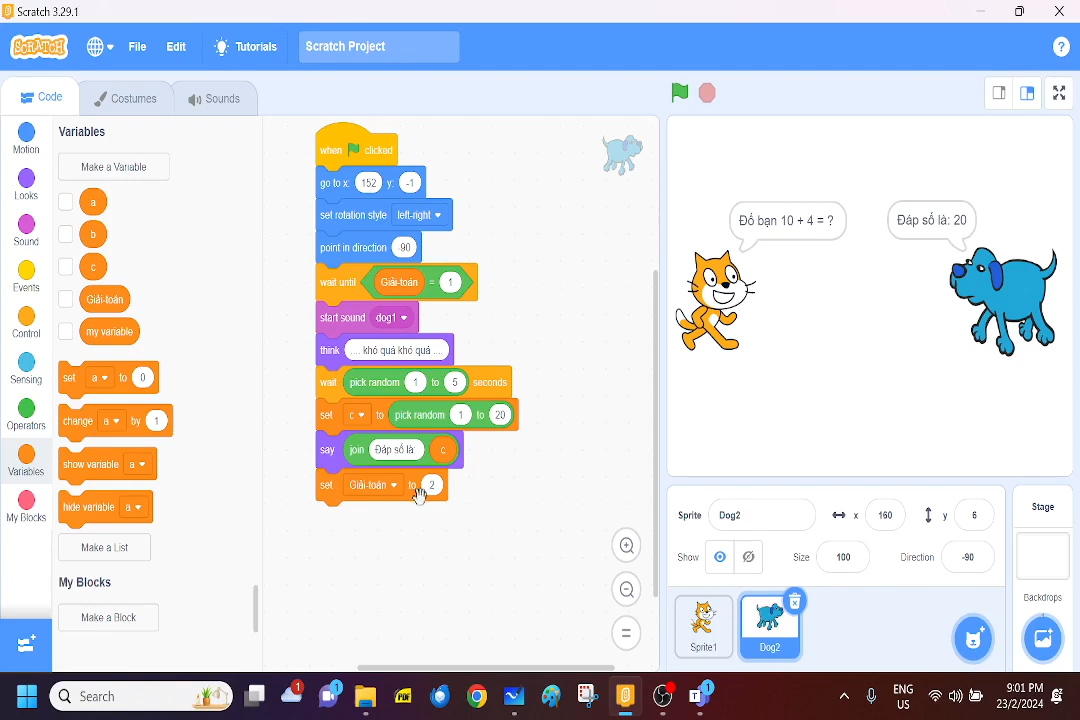 Scratch 3.29.1
SCRATCH File Edit Tutorials Scratch Project ?
Code Costumes Sounds
Motion
Looks
Sound
Events
Control
Sensing
Operators
Variables
My Blocks
Variables
Make a Variable
a
b
c
Giải-toán
my variable
set a to 0
change a by 1
show variable a
hide variable a
Make a List
My Blocks
Make a Block
when clicked
go to x: 152 y: -1
set rotation style left-right
point in direction -90
wait until Giải-toán = 1
start sound dog1
think .... khó quá khó quá ....
wait pick random 1 to 5 seconds
set c to pick random 1 to 20
say join Đáp số là: c
set Giải-toán to 2
Đố bạn 10 + 4 = ?
Đáp số là: 20
Sprite Dog2 x 160 y 6
Show Size 100 Direction -90
Sprite1
Dog2
Stage
Backdrops
1
Search 1 1 PDF 1
ENG
US
9:01 PM
23/2/2024